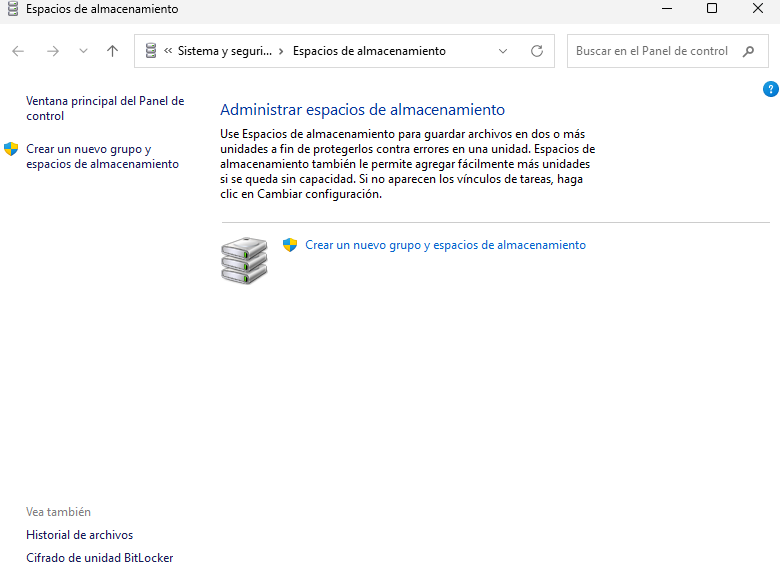 Espacios de almacenamiento
« Sistema y seguri... › Espacios de almacenamiento
Buscar en el Panel de control
?
Ventana principal del Panel de
control
Crear un nuevo grupo y
espacios de almacenamiento
Administrar espacios de almacenamiento
Use Espacios de almacenamiento para guardar archivos en dos o más
unidades a fin de protegerlos contra errores en una unidad. Espacios de
almacenamiento también le permite agregar fácilmente más unidades
si se queda sin capacidad. Si no aparecen los vínculos de tareas, haga
clic en Cambiar configuración.
Crear un nuevo grupo y espacios de almacenamiento
Vea también
Historial de archivos
Cifrado de unidad BitLocker